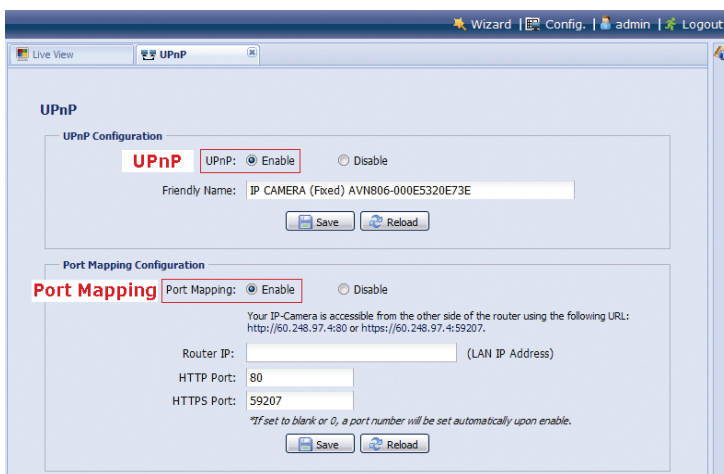 Wizard | Config. | admin | Logout
Live View UPnP
UPnP
UPnP Configuration
UPnP UPnP: Enable Disable
Friendly Name: IP CAMERA (Fixed) AVN806-000E5320E73E
Save Reload
Port Mapping Configuration
Port Mapping Port Mapping: Enable Disable
Your IP-Camera is accessible from the other side of the router using the following URL:
http://60.248.97.4:80 or https://60.248.97.4:59207.
Router IP: (LAN IP Address)
HTTP Port: 80
HTTPS Port: 59207
*If set to blank or 0, a port number will be set automatically upon enable.
Save Reload